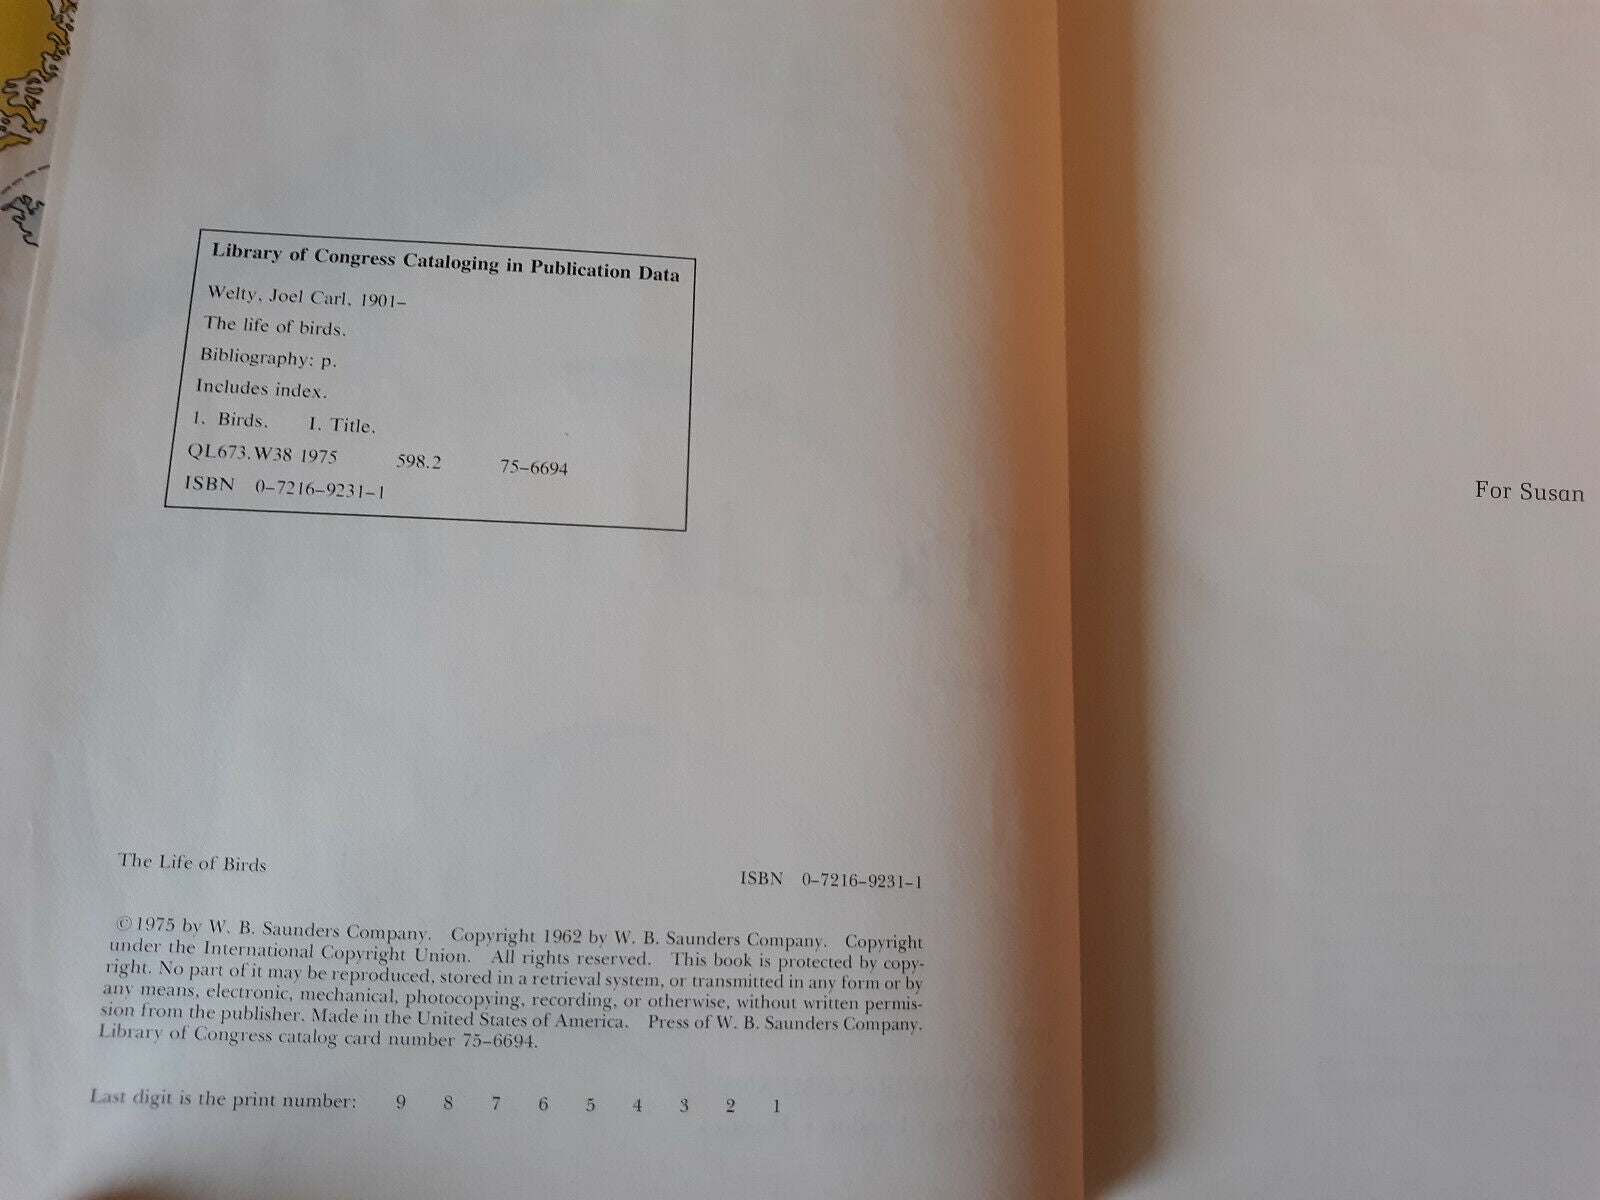 Library of Congress Cataloging in Publication Data
Welty, Joel Carl, 1901–
The life of birds.
Bibliography: p.
Includes index.
1. Birds. I. Title.
QL673.W38 1975 598.2 75–6694
ISBN 0–7216–9231–1
The Life of Birds
ISBN 0–7216–9231–1
©1975 by W. B. Saunders Company. Copyright 1962 by W. B. Saunders Company. Copyright
under the International Copyright Union. All rights reserved. This book is protected by copy-
right. No part of it may be reproduced, stored in a retrieval system, or transmitted in any form or by
any means, electronic, mechanical, photocopying, recording, or otherwise, without written permis-
sion from the publisher. Made in the United States of America. Press of W. B. Saunders Company.
Library of Congress catalog card number 75–6694.
Last digit is the print number: 9 8 7 6 5 4 3 2 1
For Susan